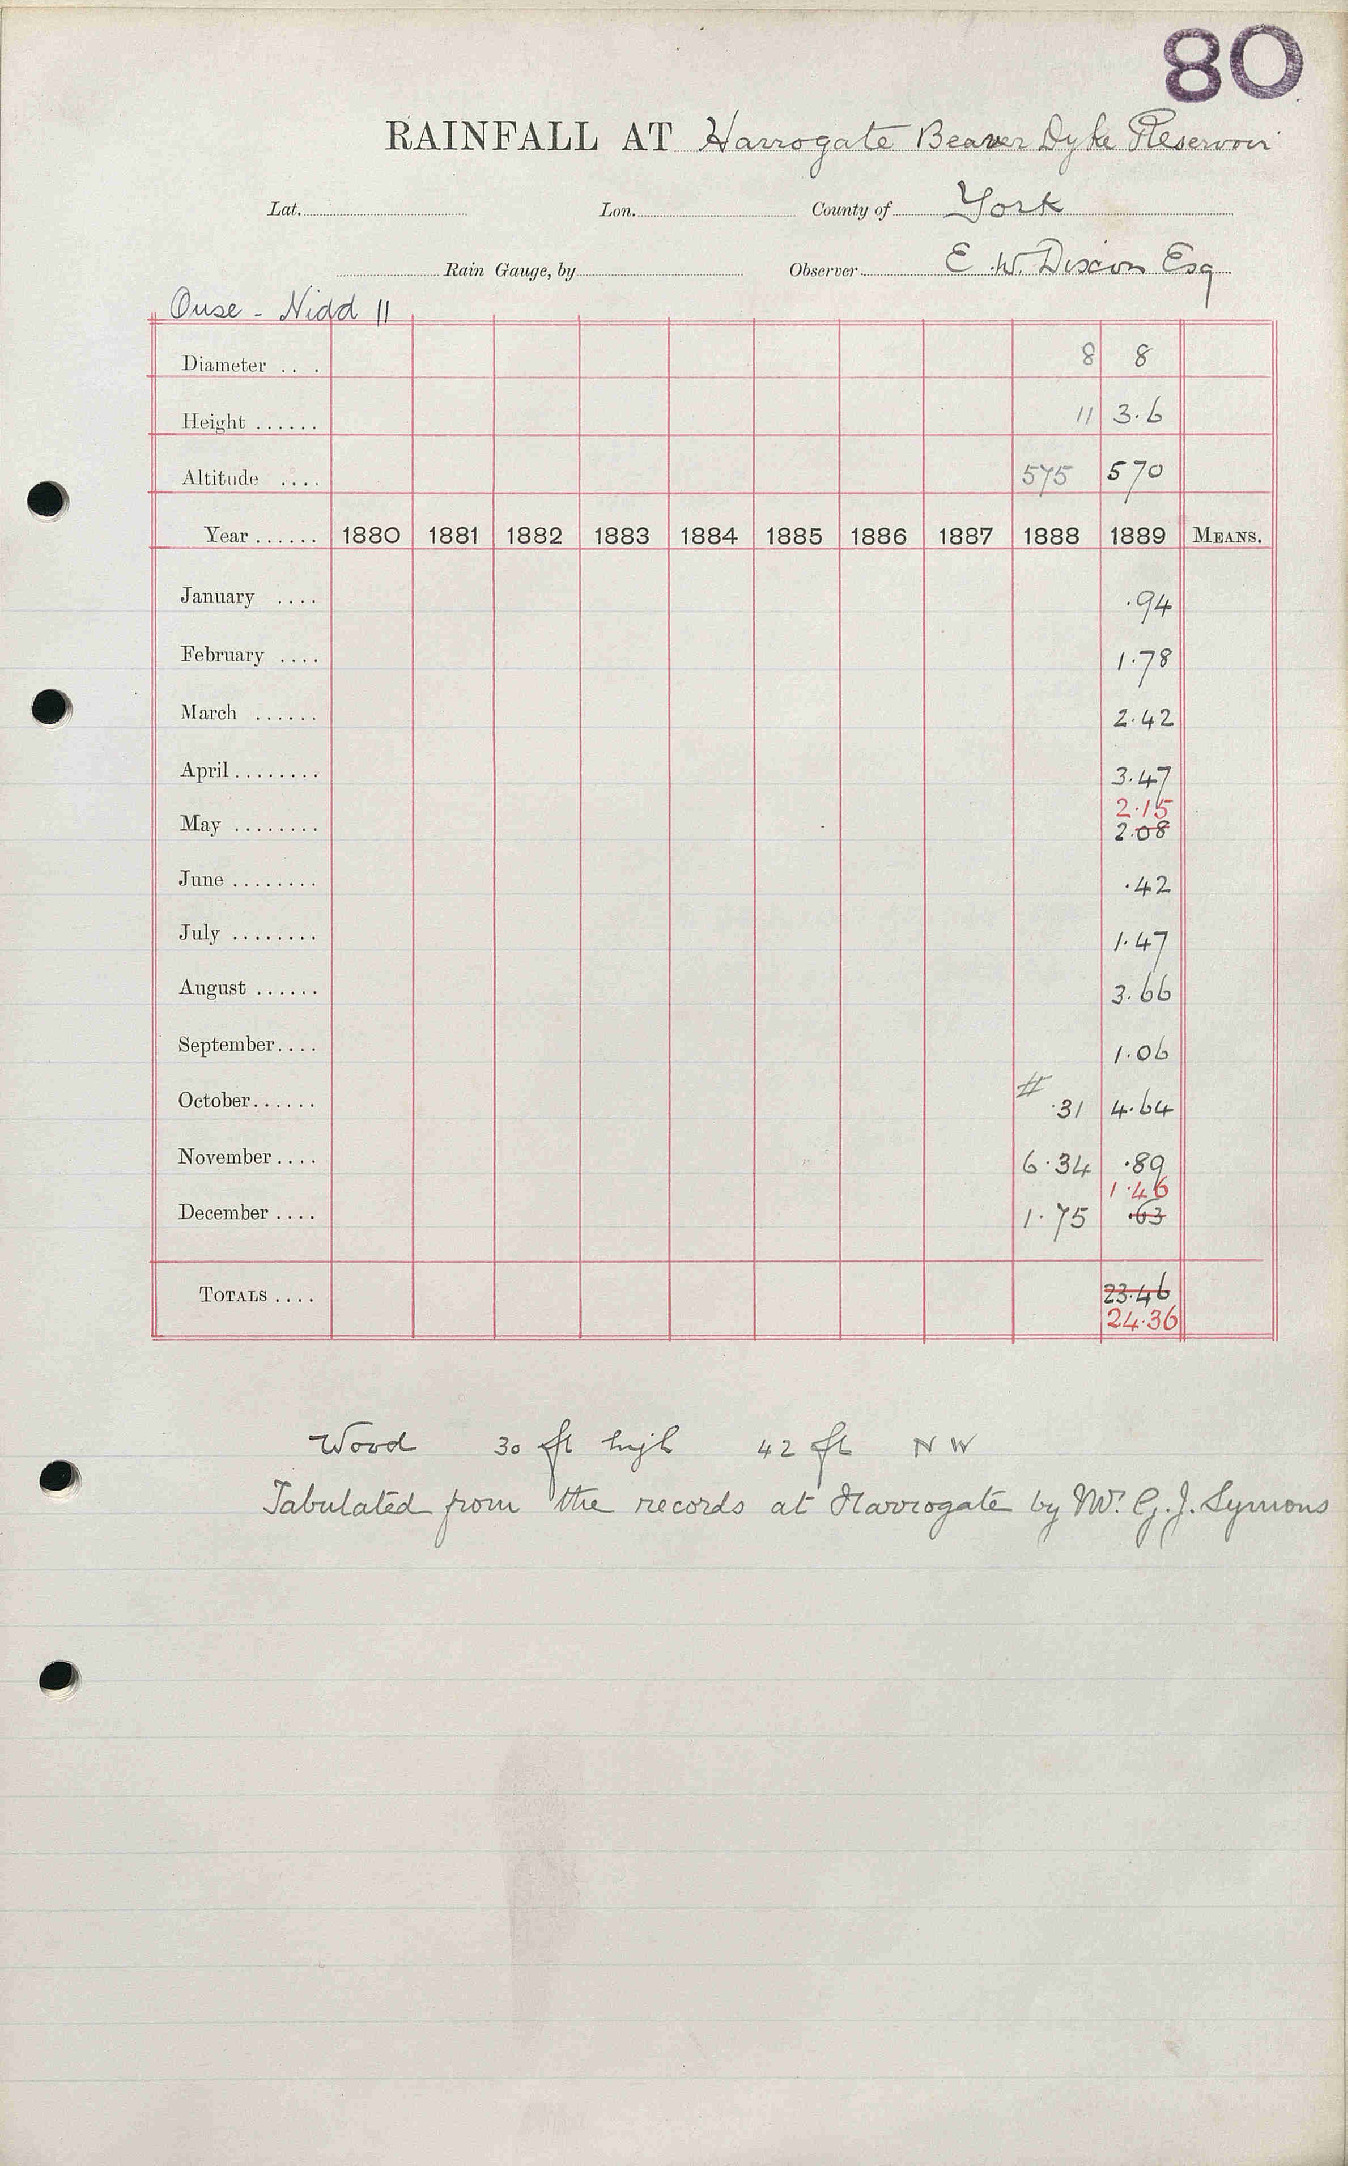 80
RAINFALL AT Harrogate Beaver Dyke Reservoir
Lat. Lon. County of York
Rain Gauge, by Observer E. W. Dixon Esq
Ouse - Nidd 11
Diameter . . . 8 8
Height ...... 11 3.6
Altitude .... 575 570
Year ...... 1880 1881 1882 1883 1884 1885 1886 1887 1888 1889 MEANS.
January .... .94
February .... 1.78
March ...... 2.42
April ........ 3.47
2.15
May ........ 2.08
June ........ .42
July ........ 1.47
August ...... 3.66
September .... 1.06
#
October ...... .31 4.64
November .... 6.34 .89
1.46
December .... 1.75 .63
TOTALS .... 23.46
24.36
Wood 30 ft high 42 ft NW
Tabulated from the records at Harrogate by Mr. G. J. Symons